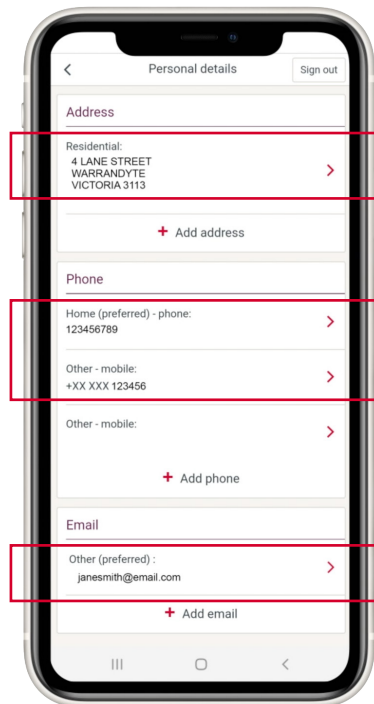 Personal details
Sign out
Address
Residential:
4 LANE STREET
WARRANDYTE
VICTORIA 3113
+ Add address
Phone
Home (preferred) - phone:
123456789
Other - mobile:
+XX XXX 123456
Other - mobile:
+ Add phone
Email
Other (preferred) :
janesmith@email.com
+ Add email